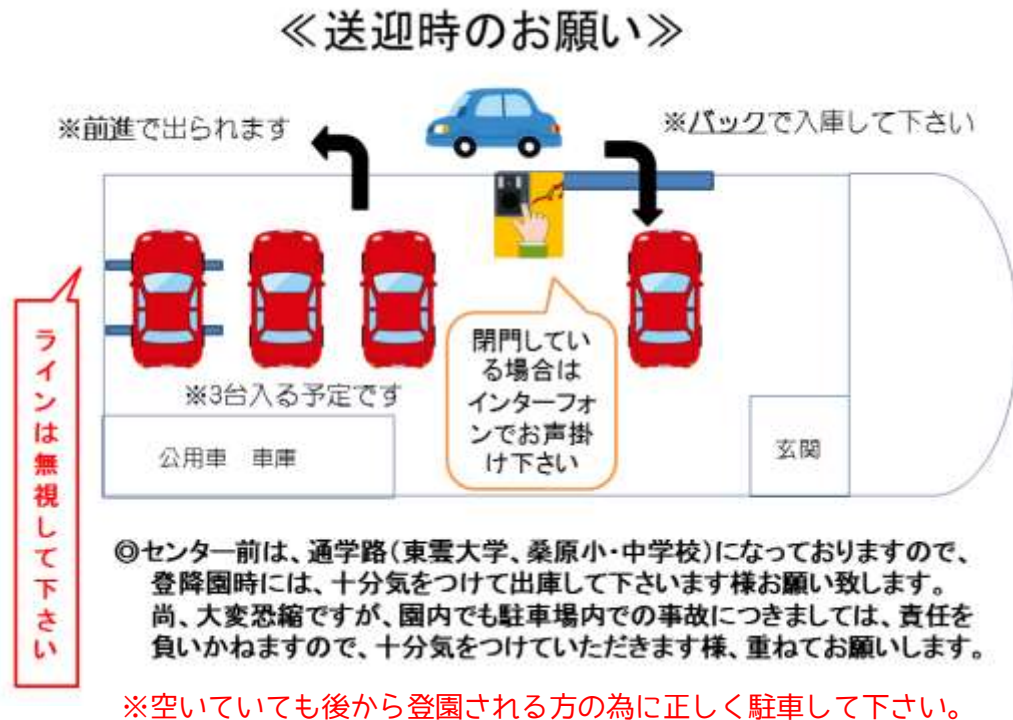 ≪送迎時のお願い≫
※前進で出られます
※バックで入庫して下さい
ラインは無視して下さい
閉門してい
る場合は
インターフォ
ンでお声掛
け下さい
※3台入る予定です
公用車　車庫
玄関
◎センター前は、通学路（東雲大学、桑原小・中学校）になっておりますので、
登降園時には、十分気をつけて出庫して下さいます様お願い致します。
尚、大変恐縮ですが、園内でも駐車場内での事故につきましては、責任を
負いかねますので、十分気をつけていただきます様、重ねてお願いします。
※空いていても後から登園される方の為に正しく駐車して下さい。